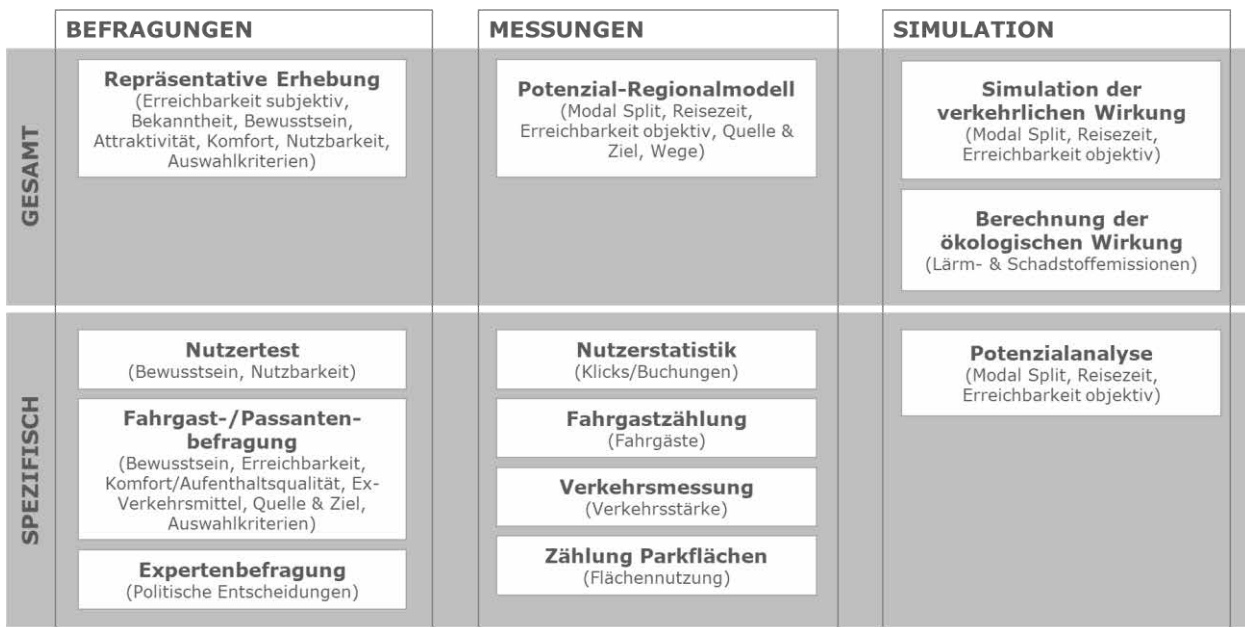 BEFRAGUNGEN
MESSUNGEN
SIMULATION
GESAMT
Repräsentative Erhebung
(Erreichbarkeit subjektiv,
Bekanntheit, Bewusstsein,
Attraktivität, Komfort, Nutzbarkeit,
Auswahlkriterien)
Potenzial-Regionalmodell
(Modal Split, Reisezeit,
Erreichbarkeit objektiv, Quelle &
Ziel, Wege)
Simulation der
verkehrlichen Wirkung
(Modal Split, Reisezeit,
Erreichbarkeit objektiv)
Berechnung der
ökologischen Wirkung
(Lärm- & Schadstoffemissionen)
SPEZIFISCH
Nutzertest
(Bewusstsein, Nutzbarkeit)
Fahrgast-/Passanten-
befragung
(Bewusstsein, Erreichbarkeit,
Komfort/Aufenthaltsqualität, Ex-
Verkehrsmittel, Quelle & Ziel,
Auswahlkriterien)
Expertenbefragung
(Politische Entscheidungen)
Nutzerstatistik
(Klicks/Buchungen)
Fahrgastzählung
(Fahrgäste)
Verkehrsmessung
(Verkehrsstärke)
Zählung Parkflächen
(Flächennutzung)
Potenzialanalyse
(Modal Split, Reisezeit,
Erreichbarkeit objektiv)